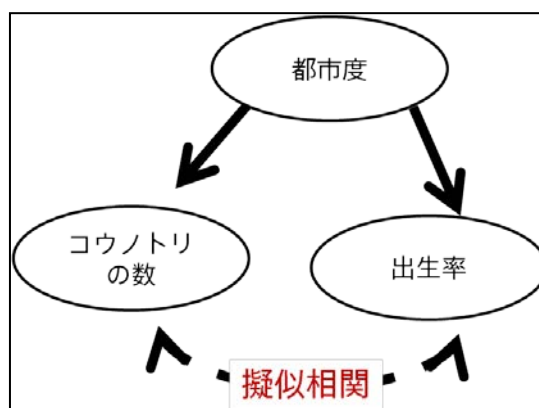 都市度
コウノトリ
の数
出生率
擬似相関